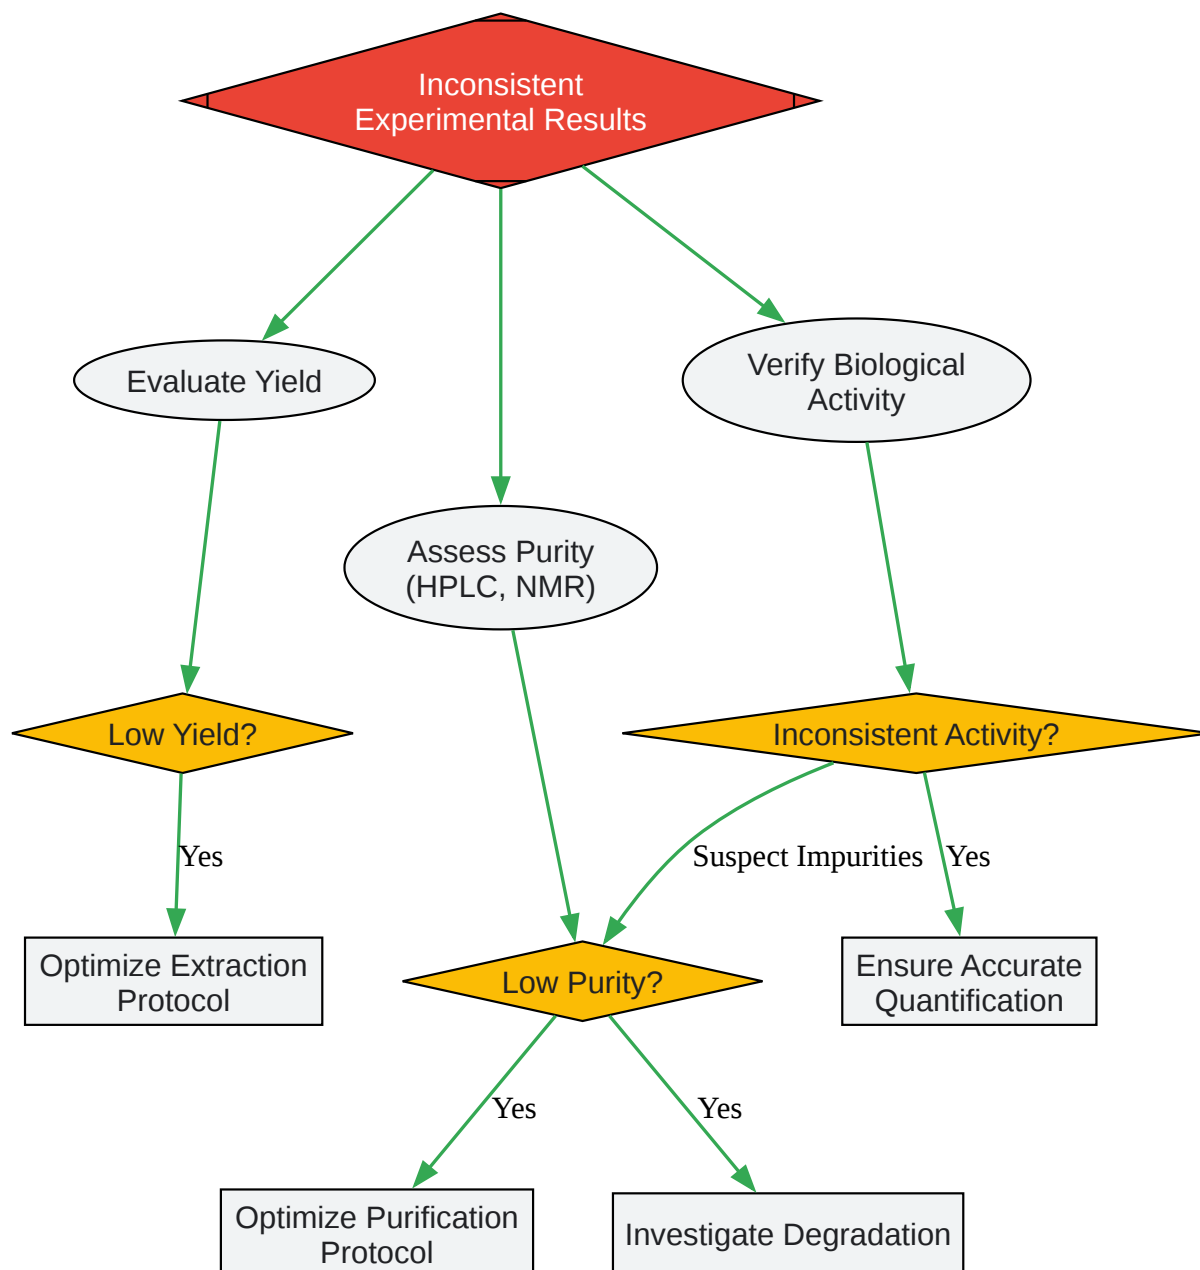 Inconsistent
Experimental Results
Evaluate Yield
Verify Biological
Activity
Assess Purity
(HPLC, NMR)
Low Yield?
Inconsistent Activity?
Yes
Suspect Impurities
Yes
Optimize Extraction
Protocol
Low Purity?
Ensure Accurate
Quantification
Yes
Yes
Optimize Purification
Protocol
Investigate Degradation